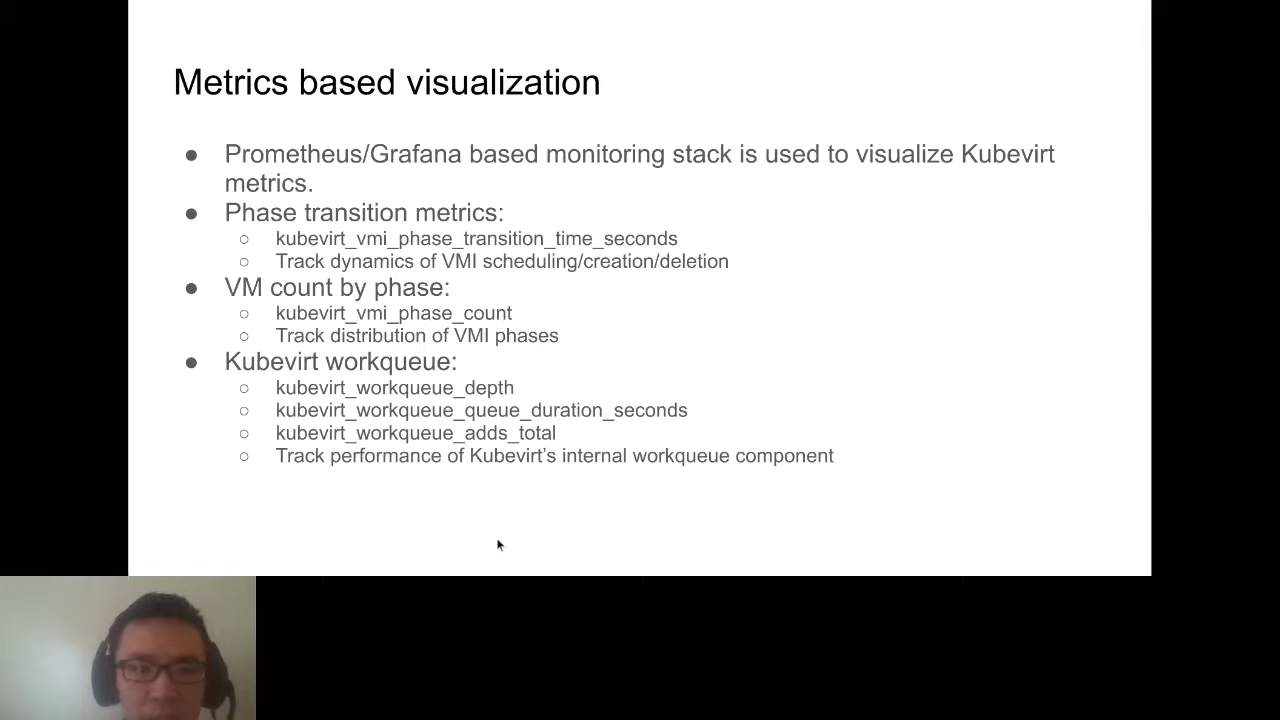 Metrics based visualization
● Prometheus/Grafana based monitoring stack is used to visualize Kubevirt
metrics.
● Phase transition metrics:
○ kubevirt_vmi_phase_transition_time_seconds
○ Track dynamics of VMI scheduling/creation/deletion
● VM count by phase:
○ kubevirt_vmi_phase_count
○ Track distribution of VMI phases
● Kubevirt workqueue:
○ kubevirt_workqueue_depth
○ kubevirt_workqueue_queue_duration_seconds
○ kubevirt_workqueue_adds_total
○ Track performance of Kubevirt’s internal workqueue component